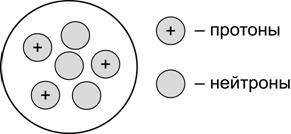 + – протоны
+ +
+ – нейтроны